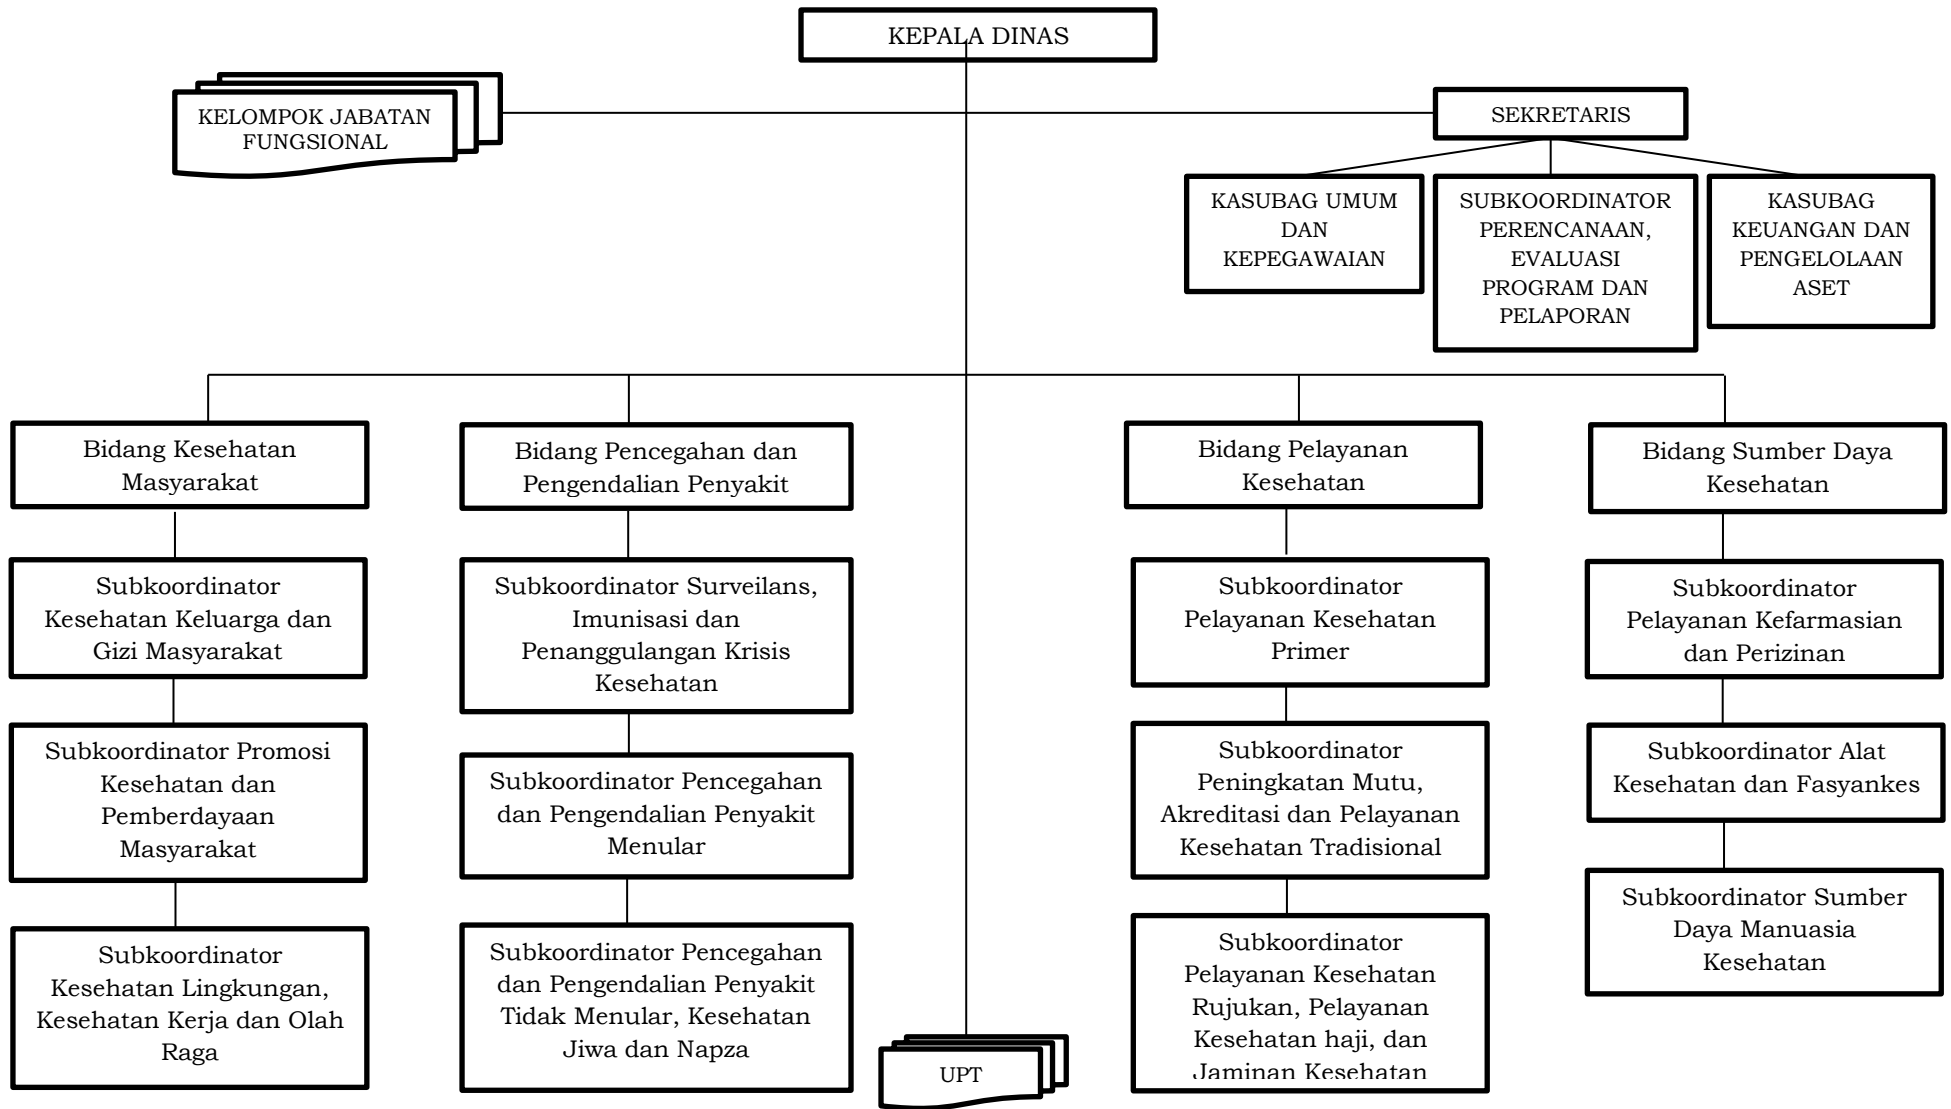 KEPALA DINAS
KELOMPOK JABATAN
FUNGSIONAL
SEKRETARIS
KASUBAG UMUM
DAN
KEPEGAWAIAN
SUBKOORDINATOR
PERENCANAAN,
EVALUASI
PROGRAM DAN
PELAPORAN
KASUBAG
KEUANGAN DAN
PENGELOLAAN
ASET
Bidang Kesehatan
Masyarakat
Subkoordinator
Kesehatan Keluarga dan
Gizi Masyarakat
Subkoordinator Promosi
Kesehatan dan
Pemberdayaan
Masyarakat
Subkoordinator
Kesehatan Lingkungan,
Kesehatan Kerja dan Olah
Raga
Bidang Pencegahan dan
Pengendalian Penyakit
Subkoordinator Surveilans,
Imunisasi dan
Penanggulangan Krisis
Kesehatan
Subkoordinator Pencegahan
dan Pengendalian Penyakit
Menular
Subkoordinator Pencegahan
dan Pengendalian Penyakit
Tidak Menular, Kesehatan
Jiwa dan Napza
UPT
Bidang Pelayanan
Kesehatan
Subkoordinator
Pelayanan Kesehatan
Primer
Subkoordinator
Peningkatan Mutu,
Akreditasi dan Pelayanan
Kesehatan Tradisional
Subkoordinator
Pelayanan Kesehatan
Rujukan, Pelayanan
Kesehatan haji, dan
Jaminan Kesehatan
Bidang Sumber Daya
Kesehatan
Subkoordinator
Pelayanan Kefarmasian
dan Perizinan
Subkoordinator Alat
Kesehatan dan Fasyankes
Subkoordinator Sumber
Daya Manuasia
Kesehatan